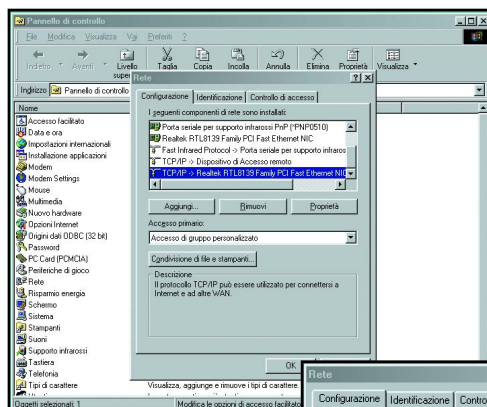 Pannello di controllo
File Modifica Visualizza Vai Preferiti ?
Indietro Avanti Livello superi Taglia Copia Incolla Annulla Elimina Proprietà Visualizza
Indirizzo Pannello di controllo
Nome
Accesso facilitato
Data e ora
Impostazioni internazionali
Installazione applicazioni
Modem
Modem Settings
Mouse
Multimedia
Nuovo hardware
Opzioni Internet
Origini dati ODBC (32 bit)
Password
PC Card (PCMCIA)
Periferiche di gioco
Rete
Risparmio energia
Schermo
Sistema
Stampanti
Suoni
Supporto infrarossi
Tastiera
Telefonia
Tipi di carattere
Visualizza, aggiunge e rimuove i tipi di carattere.
Oggetti selezionati: 1
Modifica le opzioni di accesso facilitato
Rete
Configurazione Identificazione Controllo di accesso
I seguenti componenti di rete sono installati:
Porta seriale per supporto infrarossi PnP (*PNP0510)
Realtek RTL8139 Family PCI Fast Ethernet NIC
Fast Infrared Protocol -> Porta seriale per supporto infraros
TCP/IP -> Dispositivo di Accesso remoto
TCP/IP -> Realtek RTL8139 Family PCI Fast Ethernet NIC
Aggiungi... Rimuovi Proprietà
Accesso primario:
Accesso di gruppo personalizzato
Condivisione di file e stampanti...
Descrizione
Il protocollo TCP/IP può essere utilizzato per connettersi a
Internet e ad altre WAN.
OK
Rete
Configurazione Identificazione Contro